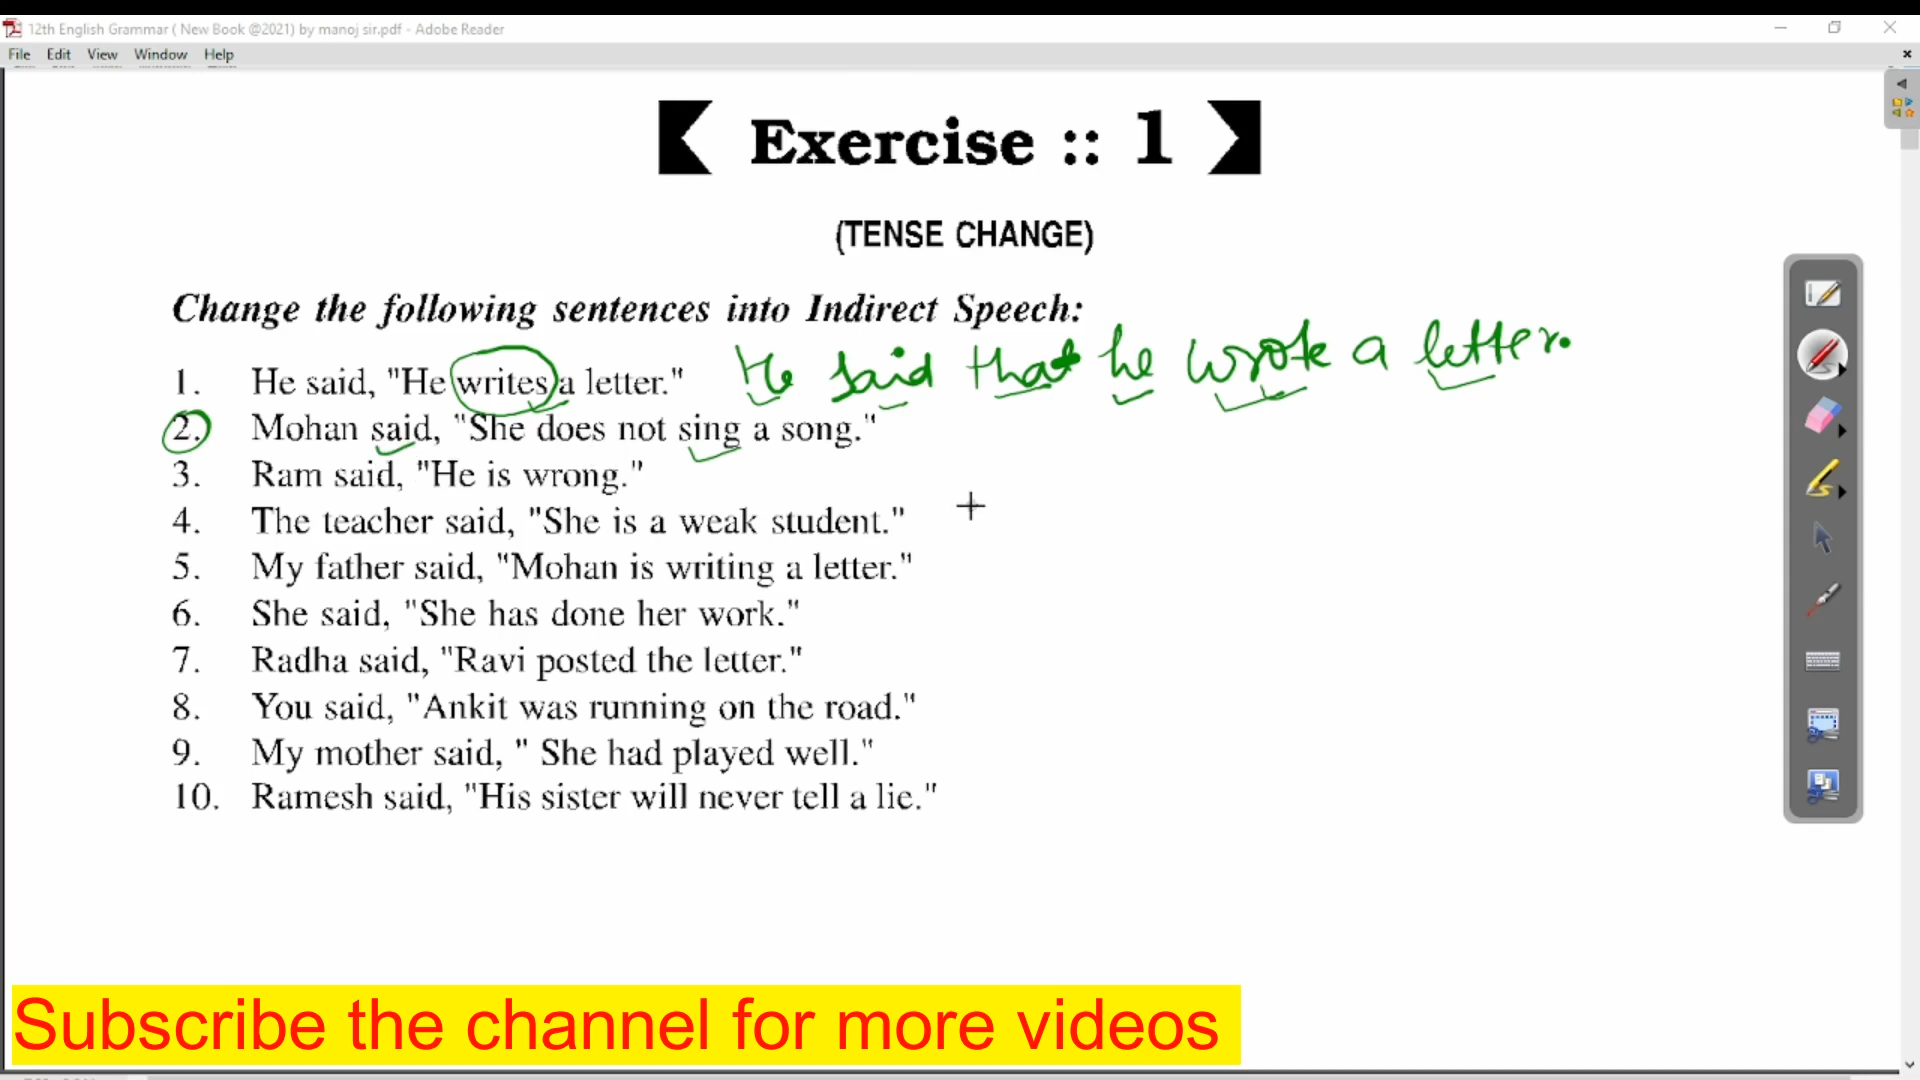 12th English Grammar ( New Book @2021) by manoj sir.pdf - Adobe Reader
File Edit View Window Help
Exercise :: 1
(TENSE CHANGE)
Change the following sentences into Indirect Speech:
1. He said, "He writes a letter." He said that he wrote a letter.
2. Mohan said, "She does not sing a song."
3. Ram said, "He is wrong."
4. The teacher said, "She is a weak student."
5. My father said, "Mohan is writing a letter."
6. She said, "She has done her work."
7. Radha said, "Ravi posted the letter."
8. You said, "Ankit was running on the road."
9. My mother said, " She had played well."
10. Ramesh said, "His sister will never tell a lie."
Subscribe the channel for more videos